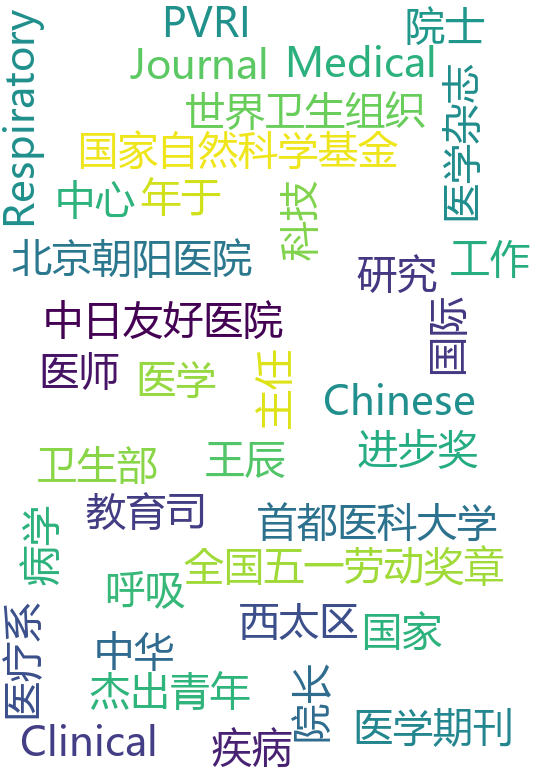 PVRI
院士
Respiratory
Journal
Medical
世界卫生组织
医学杂志
国家自然科学基金
中心
年于
科技
北京朝阳医院
研究
工作
中日友好医院
国际
医师
医学
主任
Chinese
进步奖
卫生部
王辰
教育司
首都医科大学
病学
全国五一劳动奖章
呼吸
西太区
国家
医疗系
中华
杰出青年
院长
医学期刊
Clinical
疾病